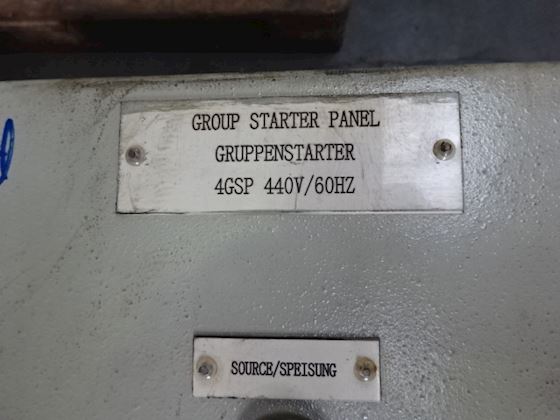 GROUP STARTER PANEL
GRUPPENSTARTER
4GSP 440V/60HZ
SOURCE/SPEISUNG